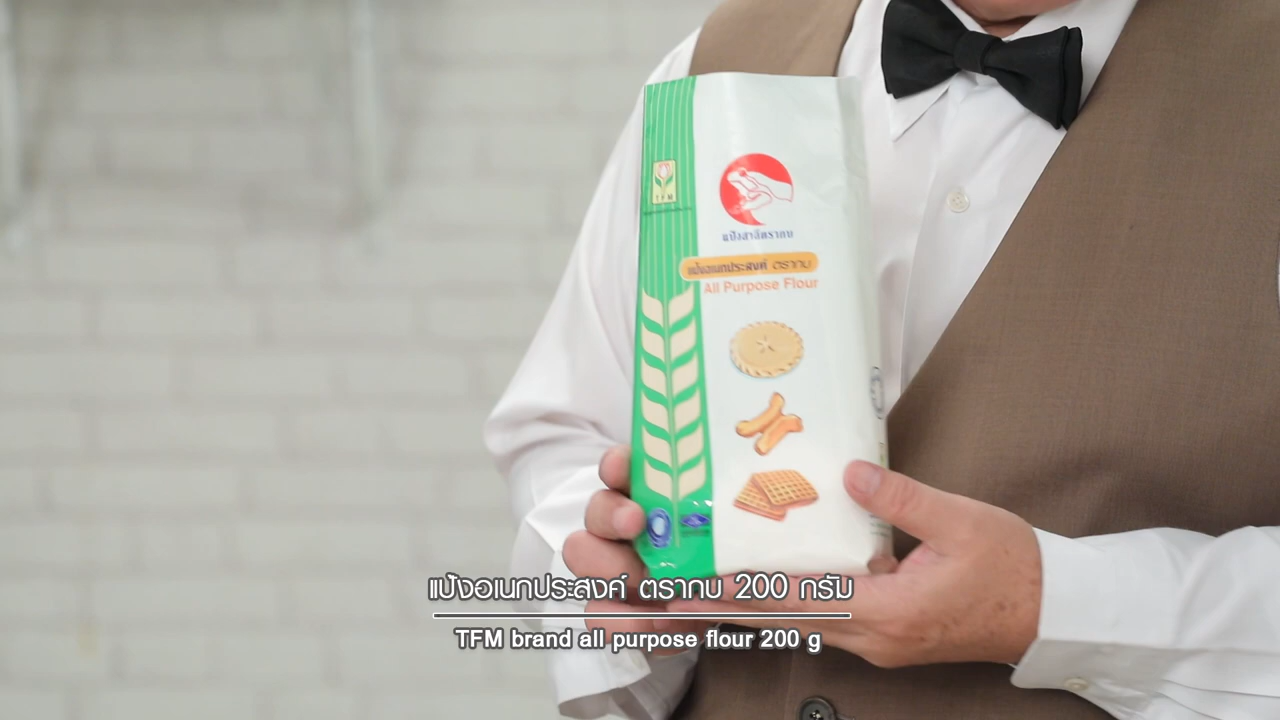 TFM
แป้งสาลีตรากบ
แป้งอเนกประสงค์ ตรากบ
All Purpose Flour
แป้งอเนกประสงค์ ตรากบ 200 กรัม
TFM brand all purpose flour 200 g